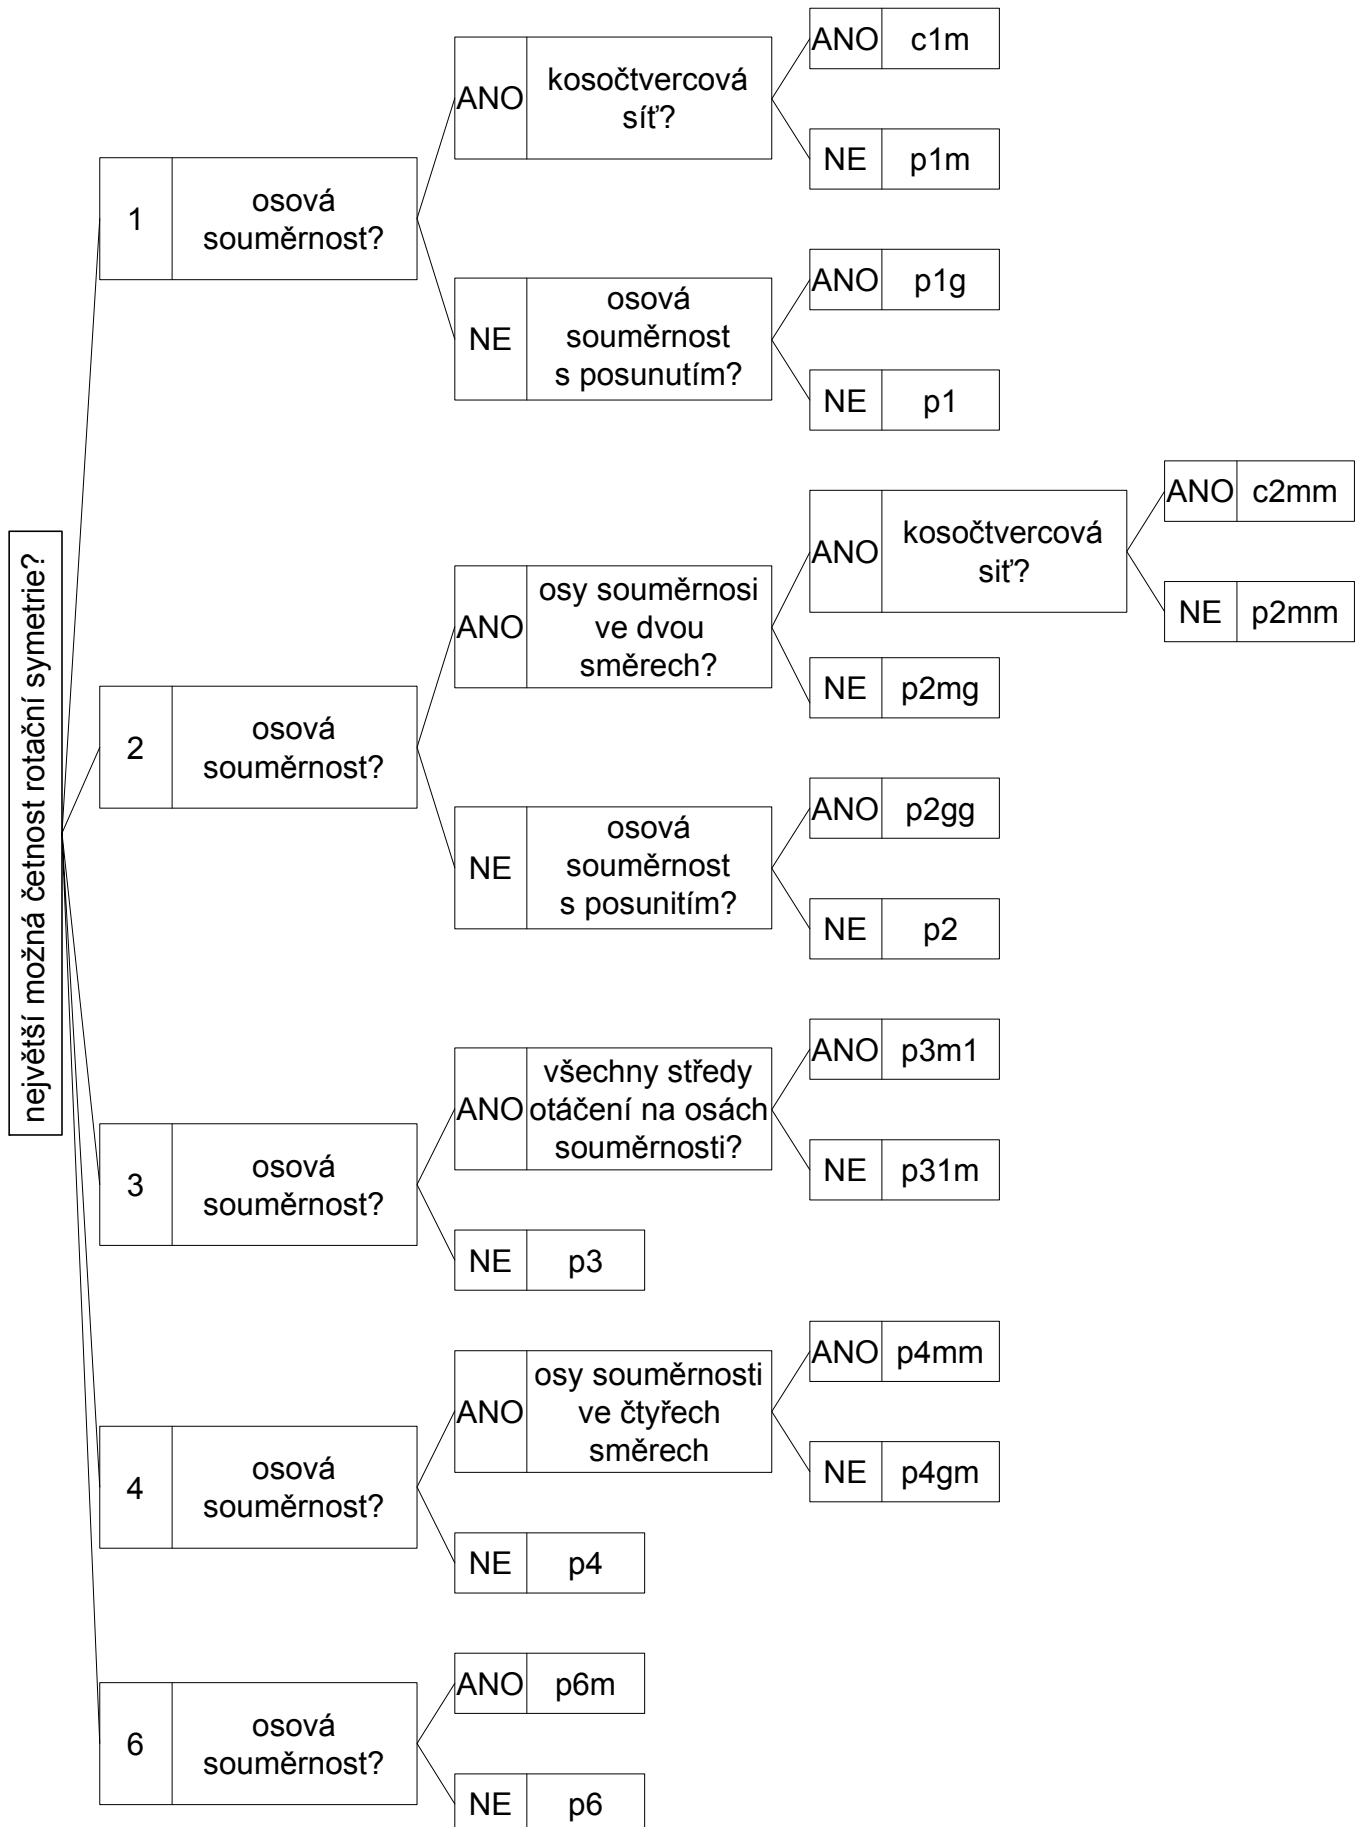 největší možná četnost rotační symetrie?
1
osová
souměrnost?
ANO
kosočtvercová
síť?
ANO
c1m
NE
p1m
NE
osová
souměrnost
s posunutím?
ANO
p1g
NE
p1
2
osová
souměrnost?
ANO
osy souměrnosi
ve dvou
směrech?
ANO
kosočtvercová
siť?
ANO
c2mm
NE
p2mm
NE
p2mg
NE
osová
souměrnost
s posunitím?
ANO
p2gg
NE
p2
3
osová
souměrnost?
ANO
všechny středy
otáčení na osách
souměrnosti?
ANO
p3m1
NE
p31m
NE
p3
4
osová
souměrnost?
ANO
osy souměrnosti
ve čtyřech
směrech
ANO
p4mm
NE
p4gm
NE
p4
6
osová
souměrnost?
ANO
p6m
NE
p6